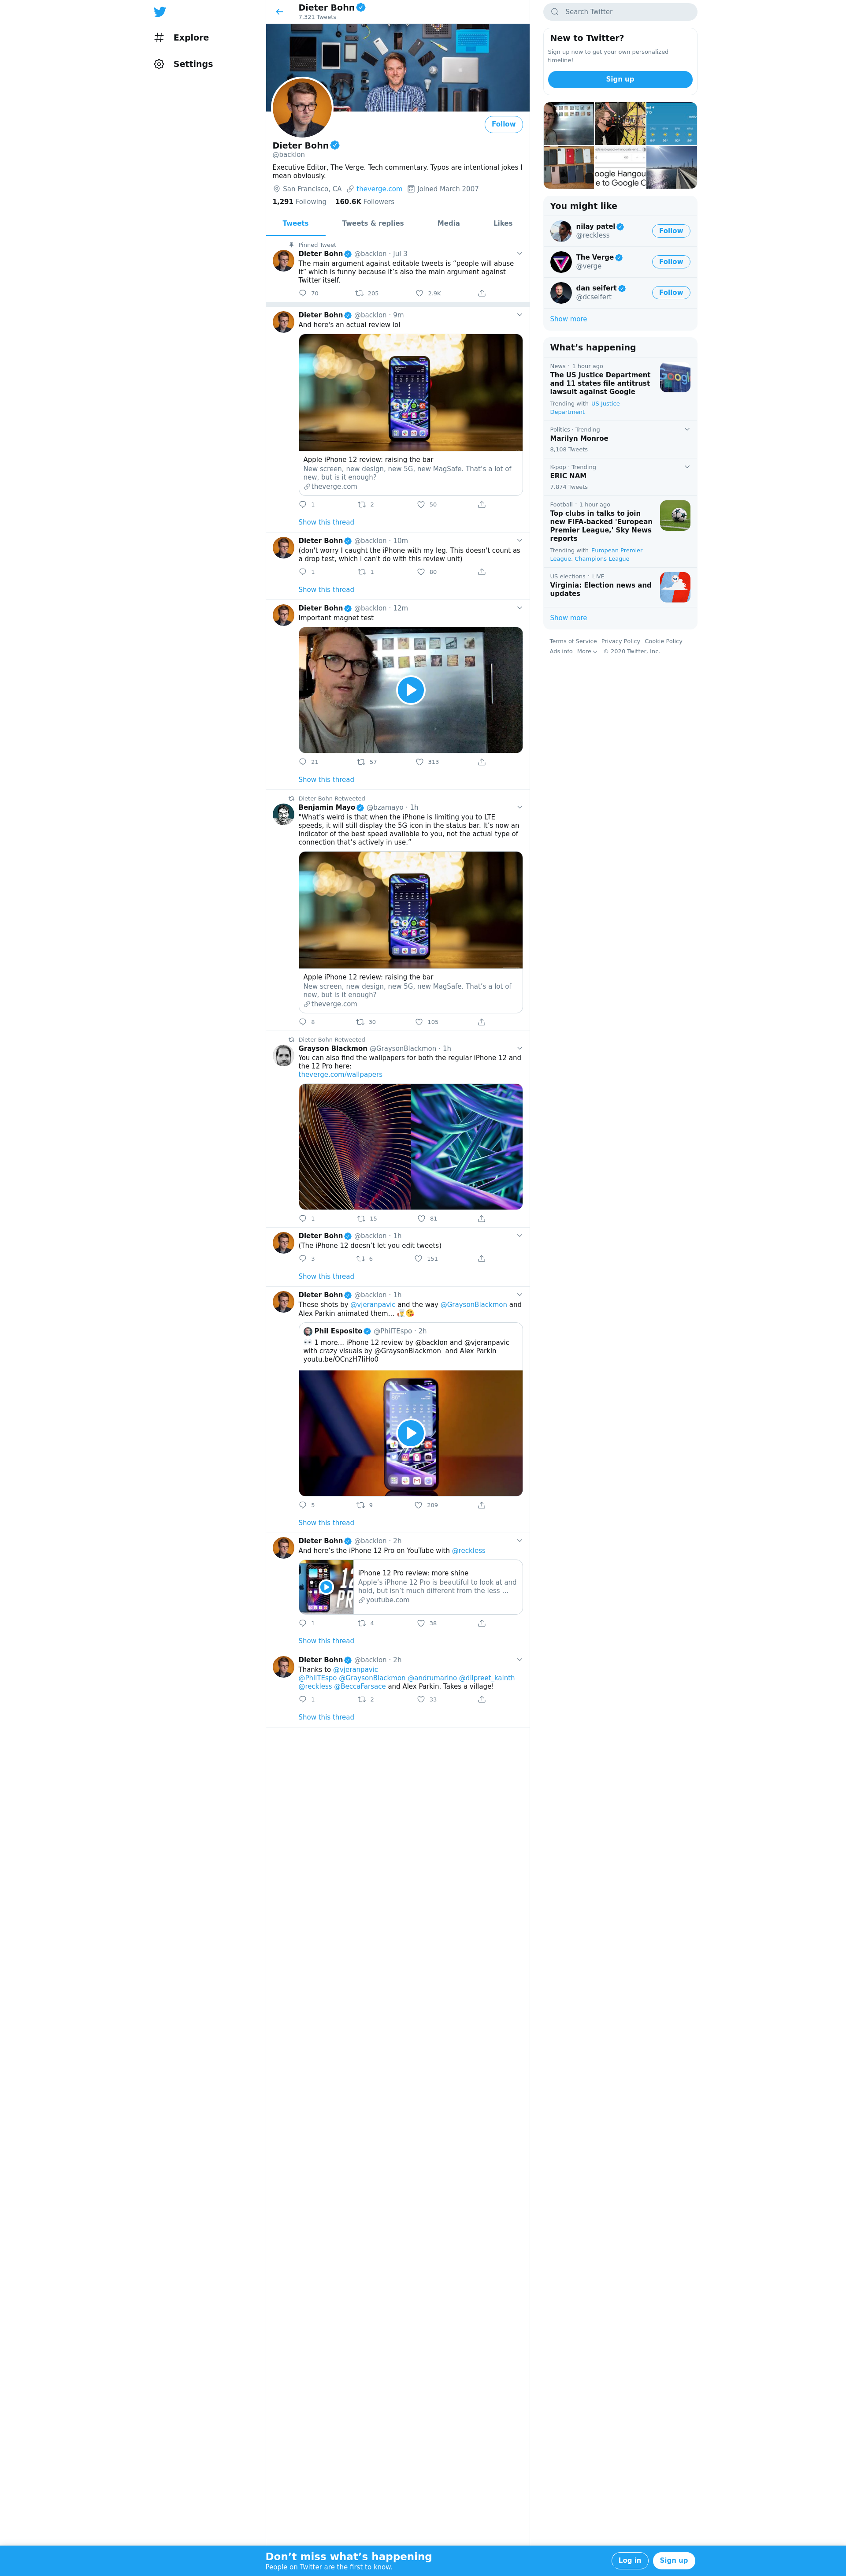 Explore
Settings
Dieter Bohn
7,321 Tweets
Follow
Dieter Bohn
@backlon
Executive Editor, The Verge. Tech commentary. Typos are intentional jokes I
mean obviously.
San Francisco, CA theverge.com Joined March 2007
1,291 Following 160.6K Followers
Tweets Tweets & replies Media Likes
Pinned Tweet
Dieter Bohn @backlon · Jul 3
The main argument against editable tweets is “people will abuse
it” which is funny because it’s also the main argument against
Twitter itself.
70 205 2.9K
Dieter Bohn @backlon · 9m
And here's an actual review lol
Apple iPhone 12 review: raising the bar
New screen, new design, new 5G, new MagSafe. That’s a lot of
new, but is it enough?
theverge.com
1 2 50
Show this thread
Dieter Bohn @backlon · 10m
(don't worry I caught the iPhone with my leg. This doesn't count as
a drop test, which I can't do with this review unit)
1 1 80
Show this thread
Dieter Bohn @backlon · 12m
Important magnet test
21 57 313
Show this thread
Dieter Bohn Retweeted
Benjamin Mayo @bzamayo · 1h
“What’s weird is that when the iPhone is limiting you to LTE
speeds, it will still display the 5G icon in the status bar. It’s now an
indicator of the best speed available to you, not the actual type of
connection that’s actively in use.”
Apple iPhone 12 review: raising the bar
New screen, new design, new 5G, new MagSafe. That’s a lot of
new, but is it enough?
theverge.com
8 30 105
Dieter Bohn Retweeted
Grayson Blackmon @GraysonBlackmon · 1h
You can also find the wallpapers for both the regular iPhone 12 and
the 12 Pro here:
theverge.com/wallpapers
1 15 81
Dieter Bohn @backlon · 1h
(The iPhone 12 doesn’t let you edit tweets)
3 6 151
Show this thread
Dieter Bohn @backlon · 1h
These shots by @vjeranpavic and the way @GraysonBlackmon and
Alex Parkin animated them...
Phil Esposito @PhilTEspo · 2h
1 more... iPhone 12 review by @backlon and @vjeranpavic
with crazy visuals by @GraysonBlackmon and Alex Parkin
youtu.be/OCnzH7IiHo0
5 9 209
Show this thread
Dieter Bohn @backlon · 2h
And here’s the iPhone 12 Pro on YouTube with @reckless
iPhone 12 Pro review: more shine
Apple’s iPhone 12 Pro is beautiful to look at and
hold, but isn’t much different from the less ...
youtube.com
1 4 38
Show this thread
Dieter Bohn @backlon · 2h
Thanks to @vjeranpavic
@PhilTEspo @GraysonBlackmon @andrumarino @dilpreet_kainth
@reckless @BeccaFarsace and Alex Parkin. Takes a village!
1 2 33
Show this thread
Search Twitter
New to Twitter?
Sign up now to get your own personalized
timeline!
Sign up
oogle Hangou
le to Google C
You might like
nilay patel
@reckless
Follow
The Verge
@verge
Follow
dan seifert
@dcseifert
Follow
Show more
What’s happening
News · 1 hour ago
The US Justice Department
and 11 states file antitrust
lawsuit against Google
Trending with US Justice
Department
Politics · Trending
Marilyn Monroe
8,108 Tweets
K-pop · Trending
ERIC NAM
7,874 Tweets
Football · 1 hour ago
Top clubs in talks to join
new FIFA-backed 'European
Premier League,' Sky News
reports
Trending with European Premier
League, Champions League
US elections · LIVE
Virginia: Election news and
updates
Show more
Terms of Service Privacy Policy Cookie Policy
Ads info More © 2020 Twitter, Inc.
Don’t miss what’s happening
People on Twitter are the first to know.
Log in
Sign up